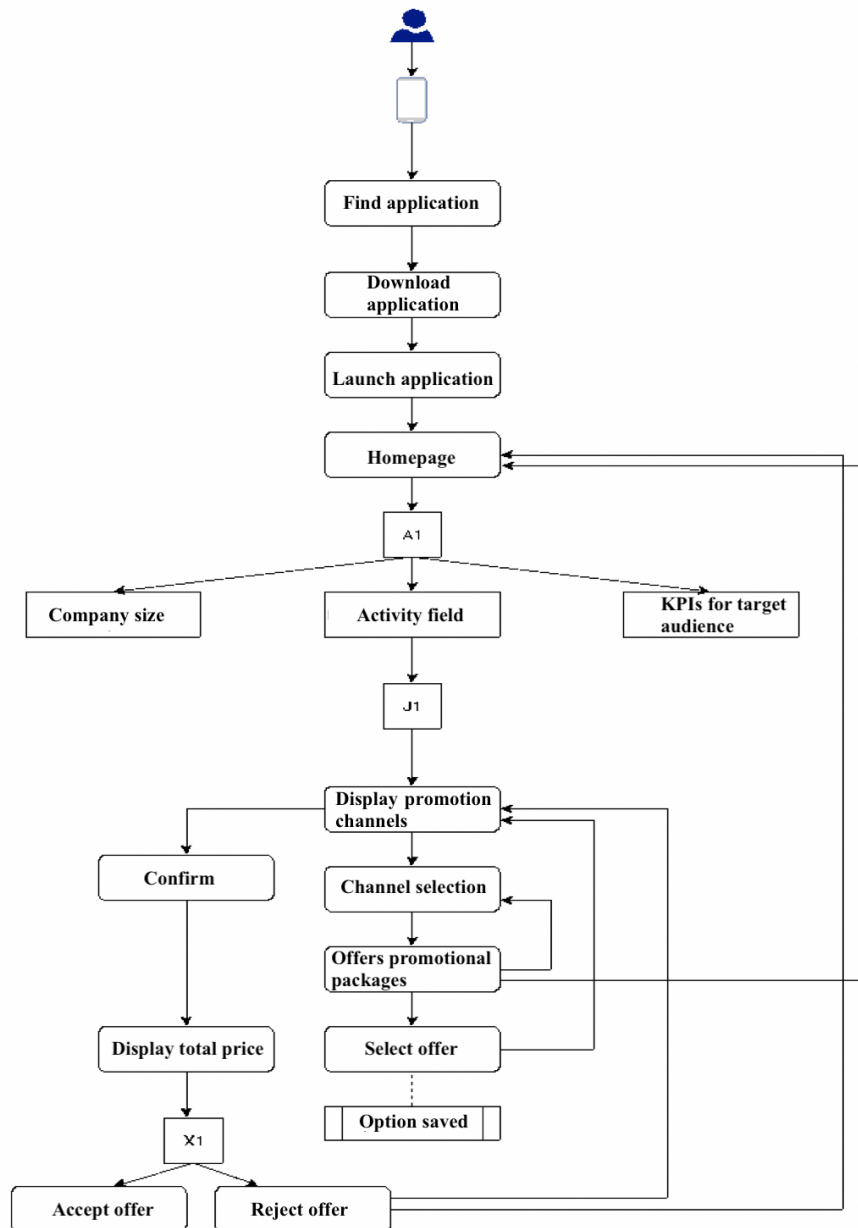 Find application
Download
application
Launch application
Homepage
A1
Company size
Activity field
KPIs for target
audience
J1
Display promotion
channels
Confirm
Channel selection
Offers promotional
packages
Display total price
Select offer
Option saved
X1
Accept offer
Reject offer